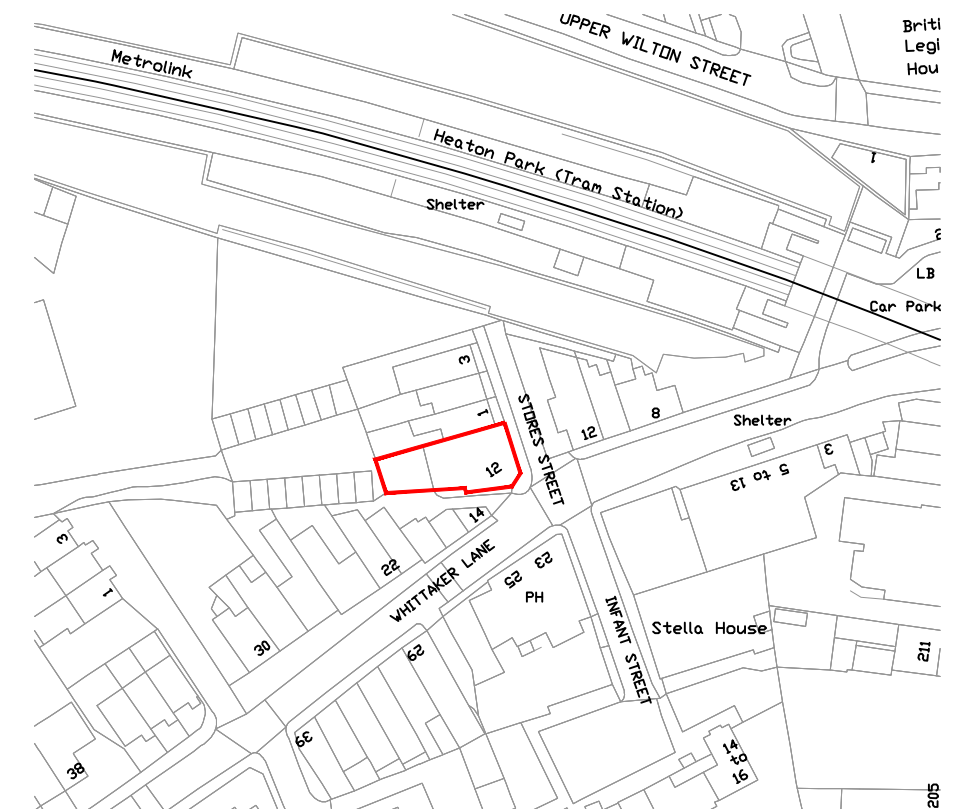 UPPER WILTON STREET
Briti
Legi
Hou
Metrolink
Heaton Park (Tram Station)
1
Shelter
2
LB
Car Park
3
1
STORES STREET
12
8
Shelter
12
3
5 to 13
14
22
WHITTAKER LANE
23
25
PH
INFANT STREET
Stella House
3
1
30
29
211
39
38
14
to
16
205